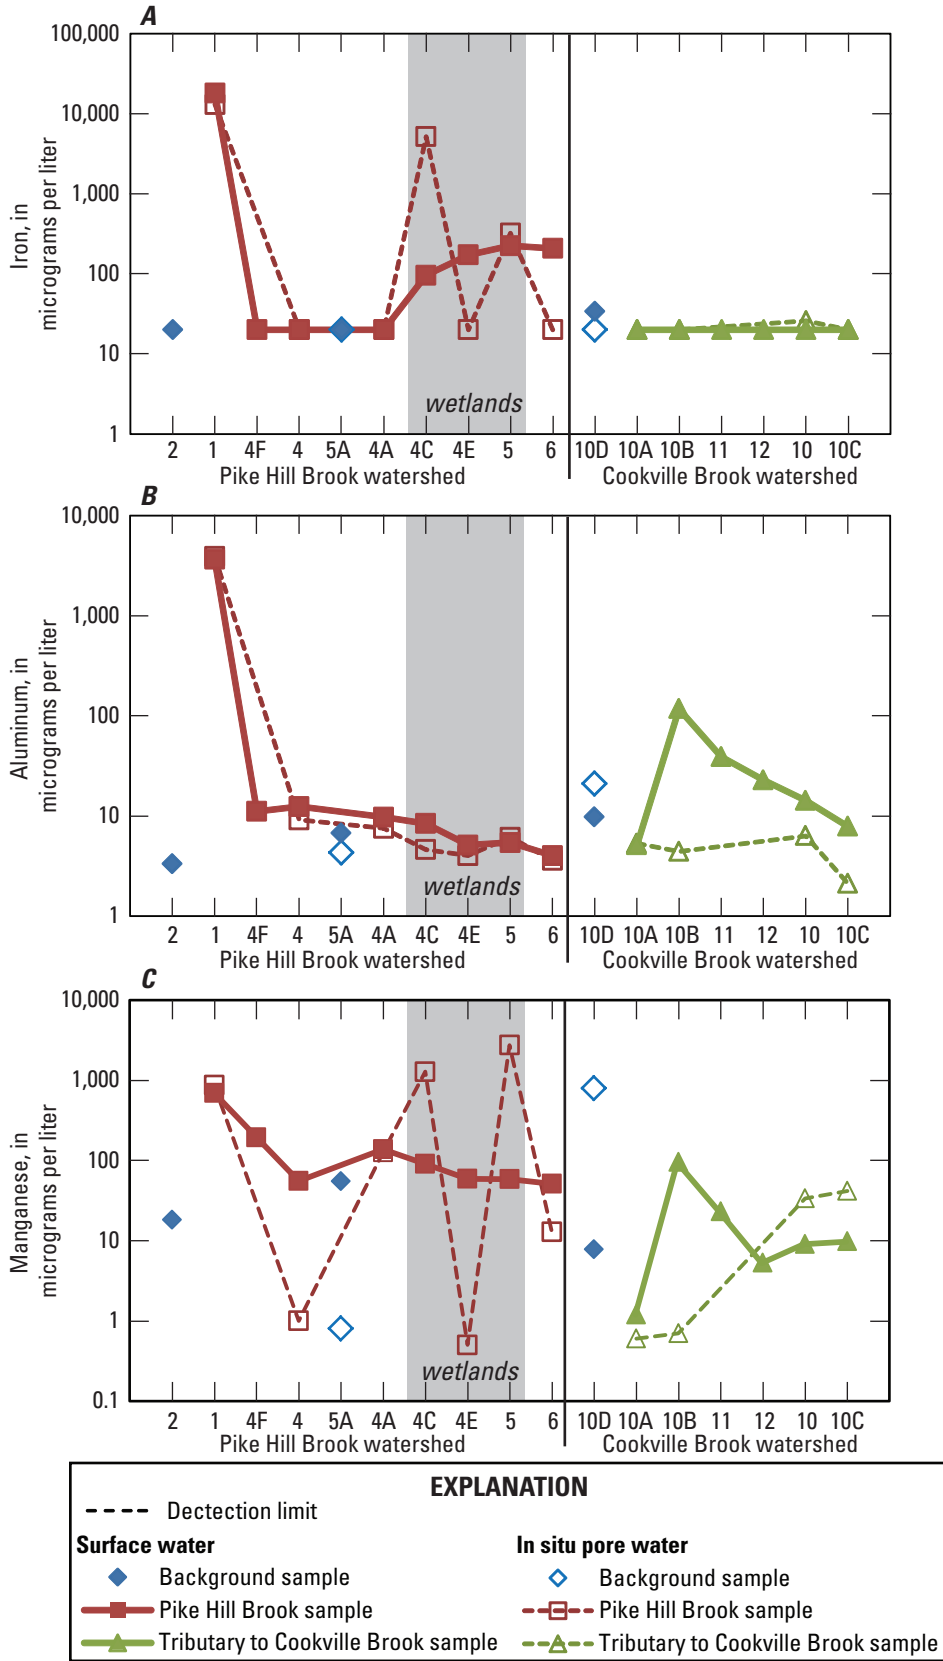 A
100,000
10,000
1,000
100
10
1
Iron, in
micrograms per liter
wetlands
2 1 4F 4 5A 4A 4C 4E 5 6 10D 10A 10B 11 12 10 10C
Pike Hill Brook watershed Cookville Brook watershed
B
10,000
1,000
100
10
1
Aluminum, in
micrograms per liter
wetlands
2 1 4F 4 5A 4A 4C 4E 5 6 10D 10A 10B 11 12 10 10C
Pike Hill Brook watershed Cookville Brook watershed
C
10,000
1,000
100
10
1
0.1
Manganese, in
micrograms per liter
wetlands
2 1 4F 4 5A 4A 4C 4E 5 6 10D 10A 10B 11 12 10 10C
Pike Hill Brook watershed Cookville Brook watershed
EXPLANATION
Dectection limit
Surface water
Background sample
Pike Hill Brook sample
Tributary to Cookville Brook sample
In situ pore water
Background sample
Pike Hill Brook sample
Tributary to Cookville Brook sample